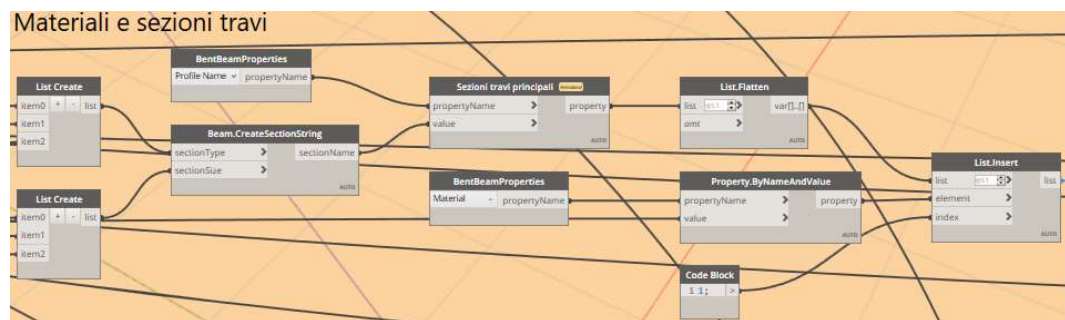 Materiali e sezioni travi
List Create
item0 + - list
item1
item2
BentBeamProperties
Profile Name propertyName
Beam.CreateSectionString
sectionType > sectionName
sectionSize >
AUTO
List Create
item0 + - list
item1
item2
Sezioni travi principali
propertyName > property
value >
AUTO
BentBeamProperties
Material propertyName
List.Flatten
list > var[]..[]
amt >
AUTO
Property.ByNameAndValue
propertyName > property
value >
AUTO
Code Block
1 1; >
List.Insert
list > list
element >
index >
AUTO